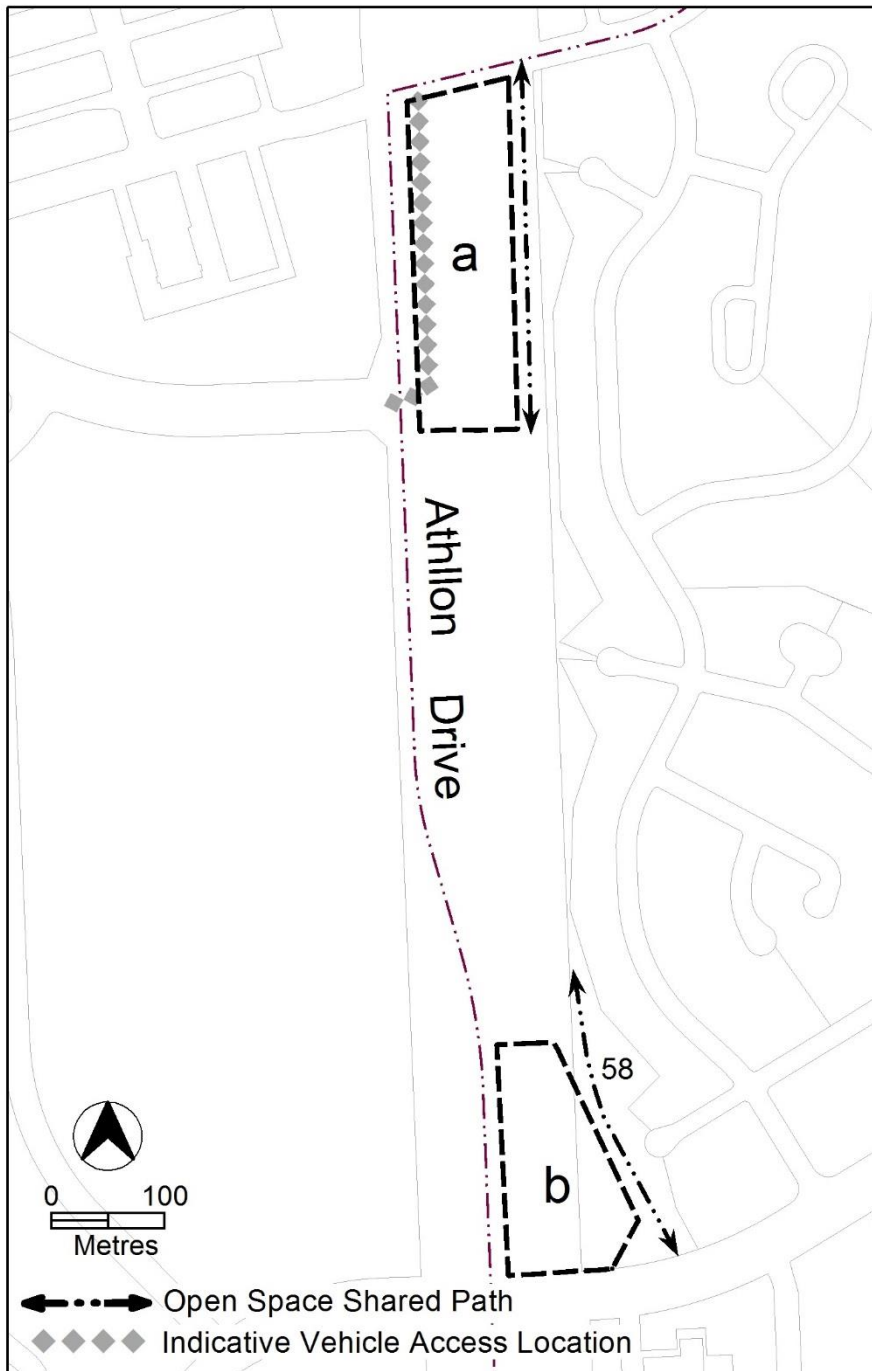 a
Athllon Drive
58
b
0 100
Metres
Open Space Shared Path
Indicative Vehicle Access Location